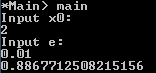 *Main> main
Input x0:
2
Input e:
0.01
0.8867712508215156